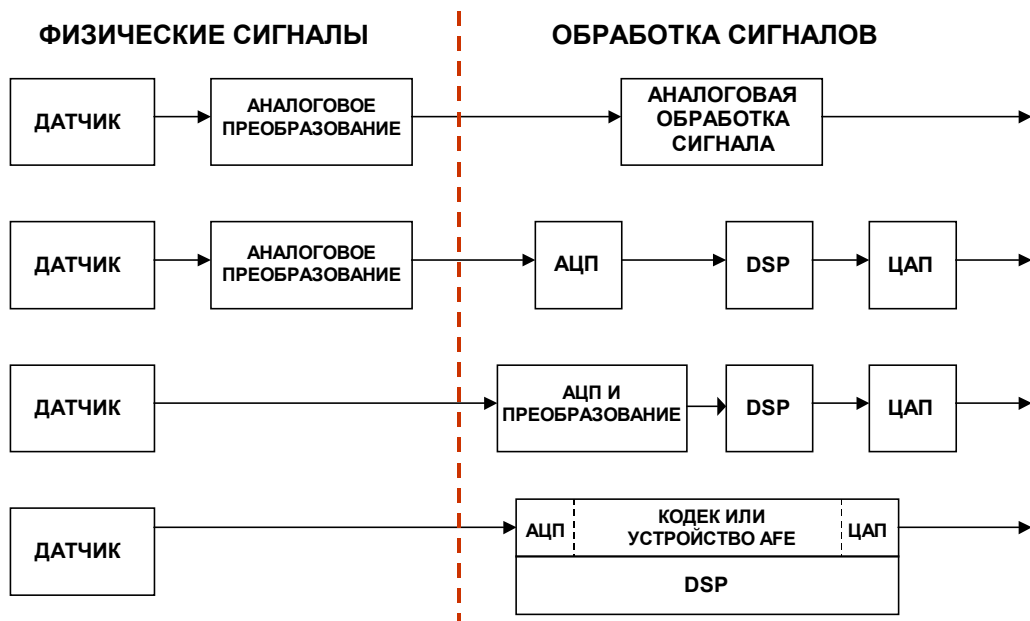 ФИЗИЧЕСКИЕ СИГНАЛЫ
ОБРАБОТКА СИГНАЛОВ
ДАТЧИК
АНАЛОГОВОЕ
ПРЕОБРАЗОВАНИЕ
АНАЛОГОВАЯ
ОБРАБОТКА
СИГНАЛА
ДАТЧИК
АНАЛОГОВОЕ
ПРЕОБРАЗОВАНИЕ
АЦП
DSP
ЦАП
ДАТЧИК
АЦП И
ПРЕОБРАЗОВАНИЕ
DSP
ЦАП
ДАТЧИК
АЦП
КОДЕК ИЛИ
УСТРОЙСТВО AFE
ЦАП
DSP